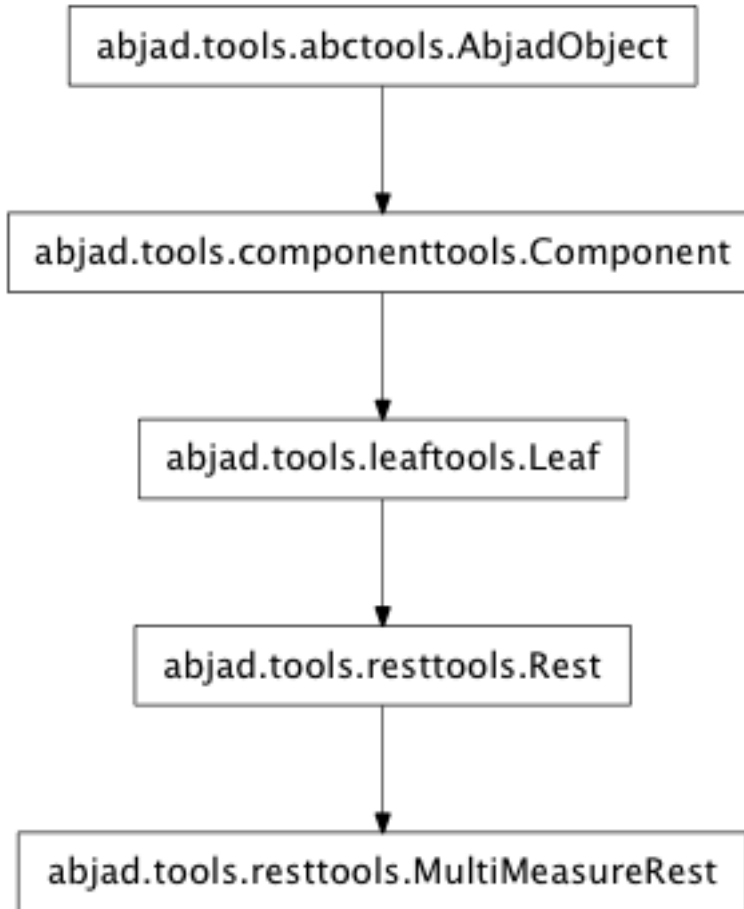 abjad.tools.abctools.AbjadObject
abjad.tools.componenttools.Component
abjad.tools.leaftools.Leaf
abjad.tools.resttools.Rest
abjad.tools.resttools.MultiMeasureRest